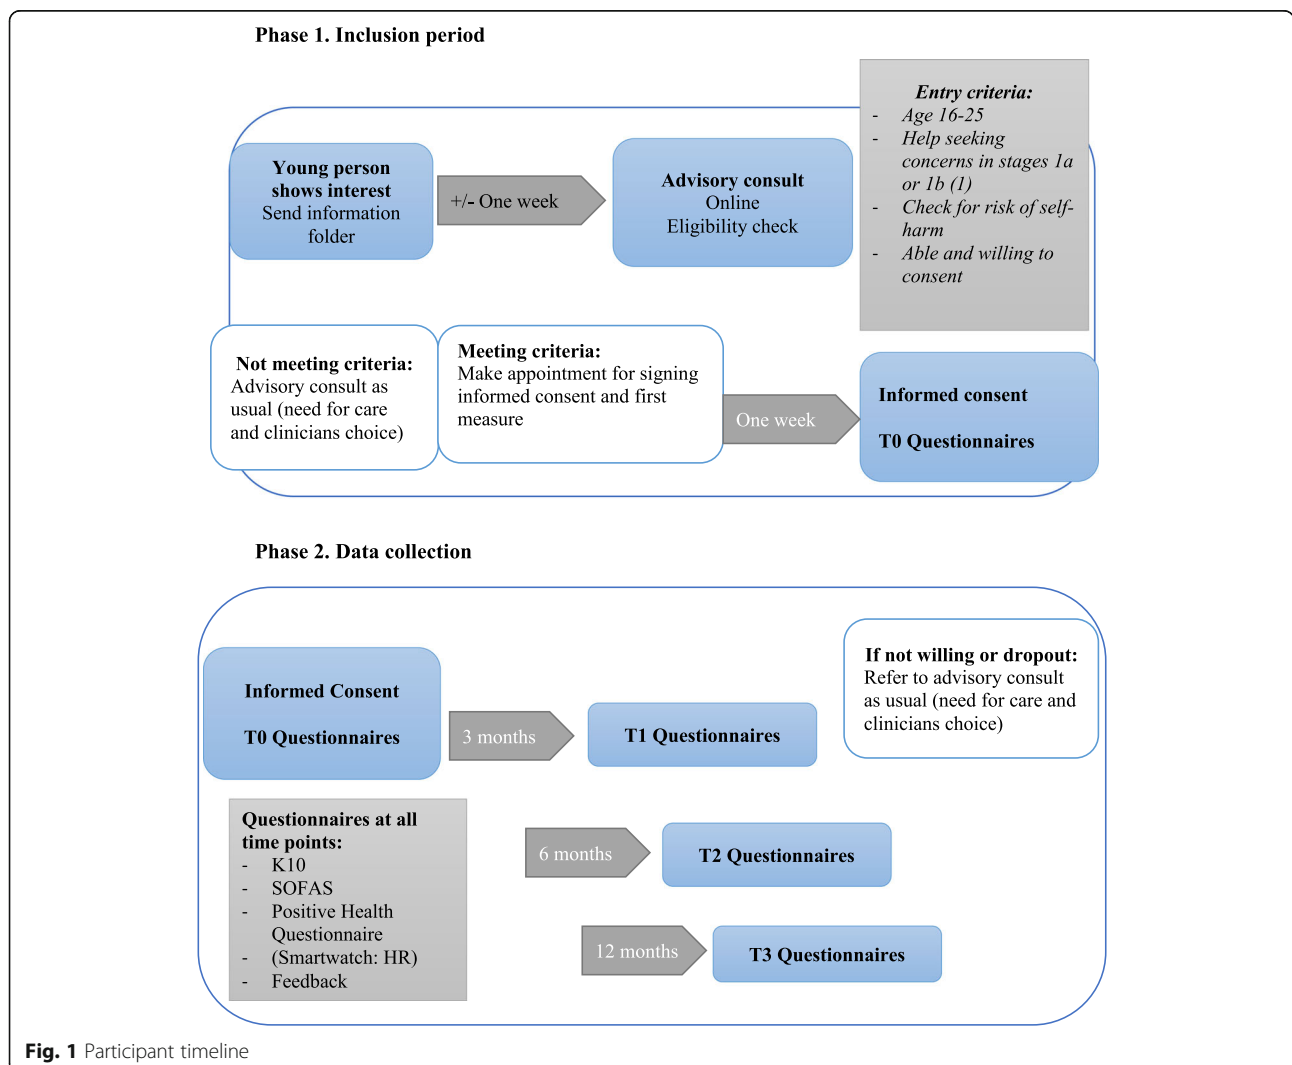 Phase 1. Inclusion period
Young person
shows interest
Send information
folder
+/- One week
Advisory consult
Online
Eligibility check
Entry criteria:
- Age 16-25
- Help seeking
concerns in stages 1a
or 1b (1)
- Check for risk of self-
harm
- Able and willing to
consent
Not meeting criteria:
Advisory consult as
usual (need for care
and clinicians choice)
Meeting criteria:
Make appointment for signing
informed consent and first
measure
One week
Informed consent
T0 Questionnaires
Phase 2. Data collection
Informed Consent
T0 Questionnaires
3 months
T1 Questionnaires
If not willing or dropout:
Refer to advisory consult
as usual (need for care and
clinicians choice)
Questionnaires at all
time points:
- K10
- SOFAS
- Positive Health
Questionnaire
- (Smartwatch: HR)
- Feedback
6 months
T2 Questionnaires
12 months
T3 Questionnaires
Fig. 1 Participant timeline